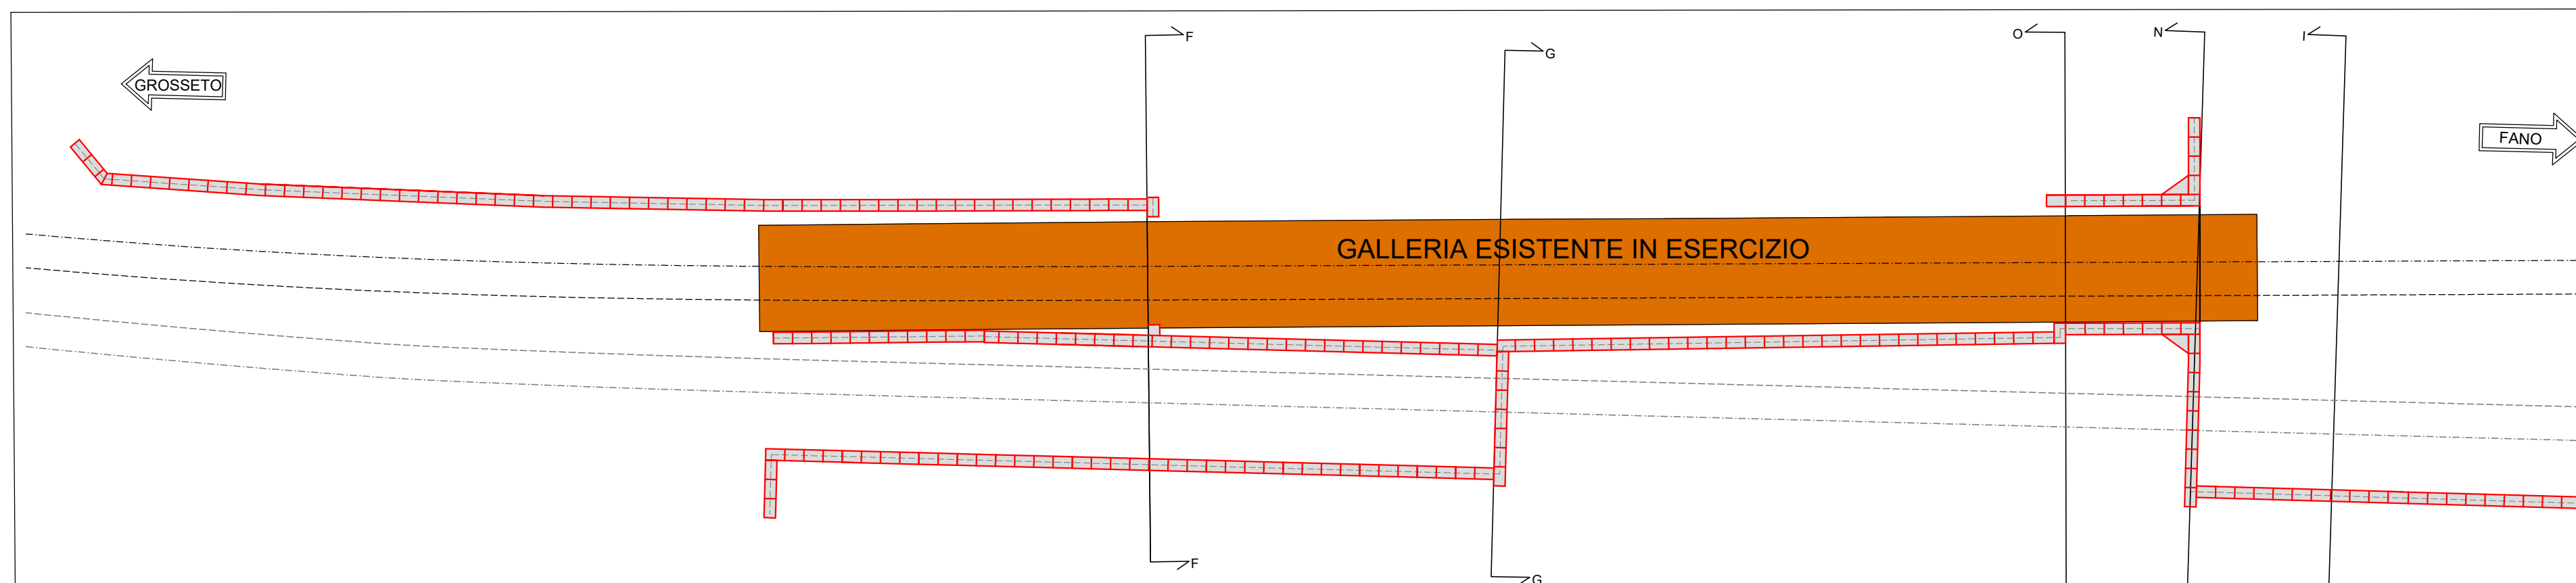 F
G
O
N
I
GROSSETO
FANO
GALLERIA ESISTENTE IN ESERCIZIO
F
G